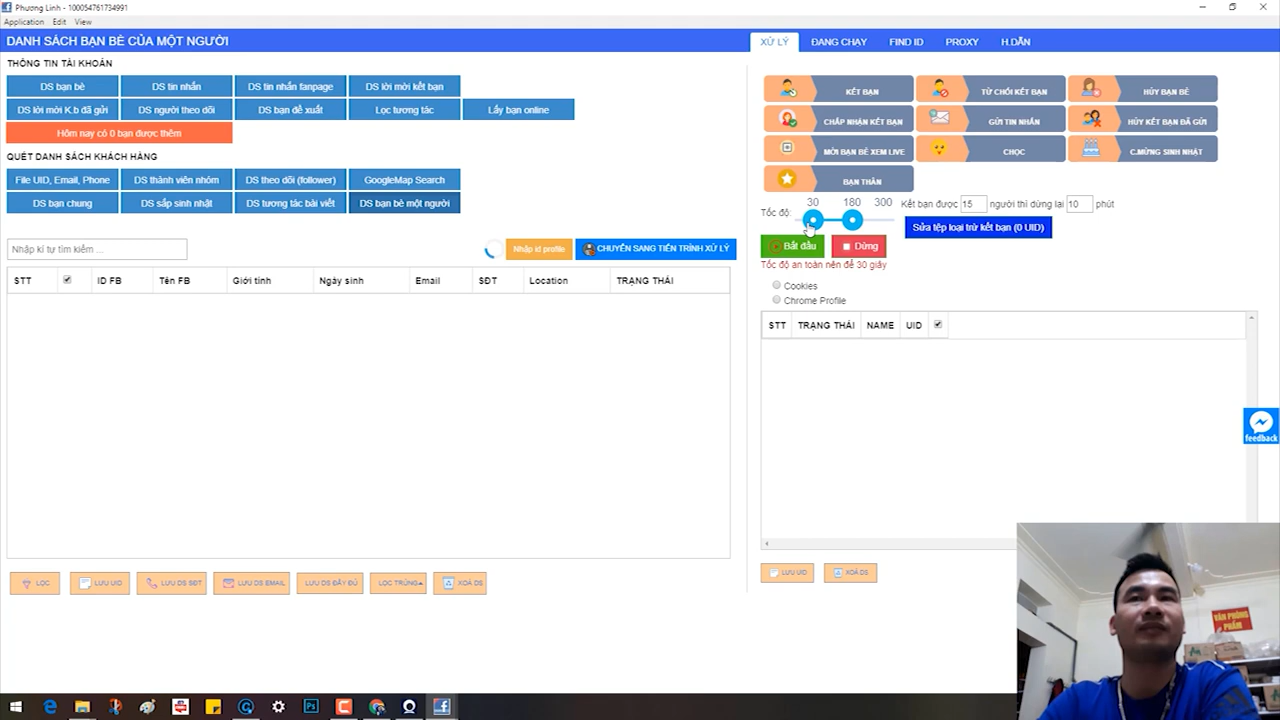 Phương Linh - 100054761734991
Application Edit View
DANH SÁCH BẠN BÈ CỦA MỘT NGƯỜI
XỬ LÝ ĐANG CHẠY FIND ID PROXY H.DẪN
THÔNG TIN TÀI KHOẢN
DS bạn bè DS tin nhắn DS tin nhắn fanpage DS lời mời kết bạn
DS lời mời K.b đã gửi DS người theo dõi DS bạn đề xuất Lọc tương tác Lấy bạn online
Hôm nay có 0 bạn được thêm
QUÉT DANH SÁCH KHÁCH HÀNG
File UID, Email, Phone DS thành viên nhóm DS theo dõi (follower) GoogleMap Search
DS bạn chung DS sắp sinh nhật DS tương tác bài viết DS bạn bè một người
Nhập kí tự tìm kiếm ... Nhập id profile CHUYỂN SANG TIẾN TRÌNH XỬ LÝ
STT ID FB Tên FB Giới tính Ngày sinh Email SĐT Location TRẠNG THÁI
LỌC LƯU UID LƯU DS SĐT LƯU DS EMAIL LƯU DS ĐẦY ĐỦ LỌC TRÙNG XOÁ DS
KẾT BẠN TỪ CHỐI KẾT BẠN HỦY BẠN BÈ
CHẤP NHẬN KẾT BẠN GỬI TIN NHẮN HỦY KẾT BẠN ĐÃ GỬI
MỜI BẠN BÈ XEM LIVE CHỌC C.MỪNG SINH NHẬT
BẠN THÂN
30 180 300
Tốc độ: Kết bạn được 15 người thì dừng lại 10 phút
Sửa tệp loại trừ kết bạn (0 UID)
Bắt đầu Dừng
Tốc độ an toàn nên để 30 giây
Cookies
Chrome Profile
STT TRẠNG THÁI NAME UID
feedback
LƯU UID XOÁ DS
VĂN PHÒNG
PHẨM